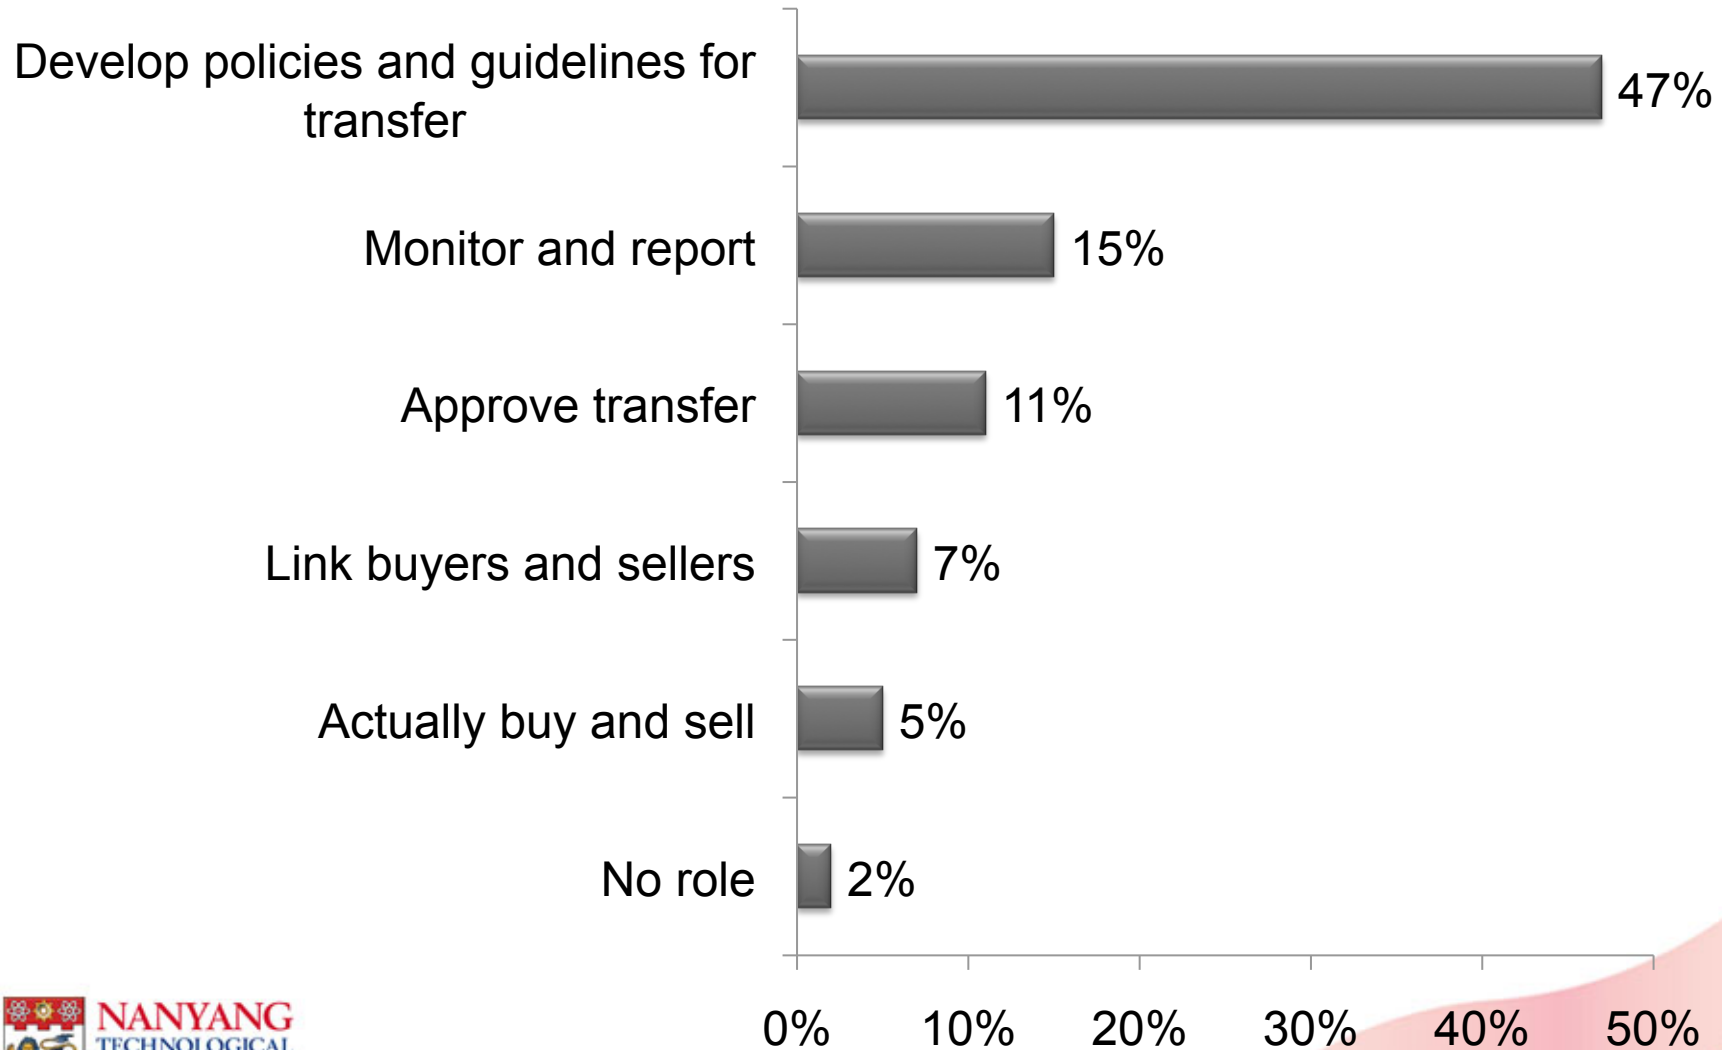 Develop policies and guidelines for
transfer
47%
Monitor and report
15%
Approve transfer
11%
Link buyers and sellers
7%
Actually buy and sell
5%
No role
2%
0% 10% 20% 30% 40% 50%
NANYANG
TECHNOLOGICAL